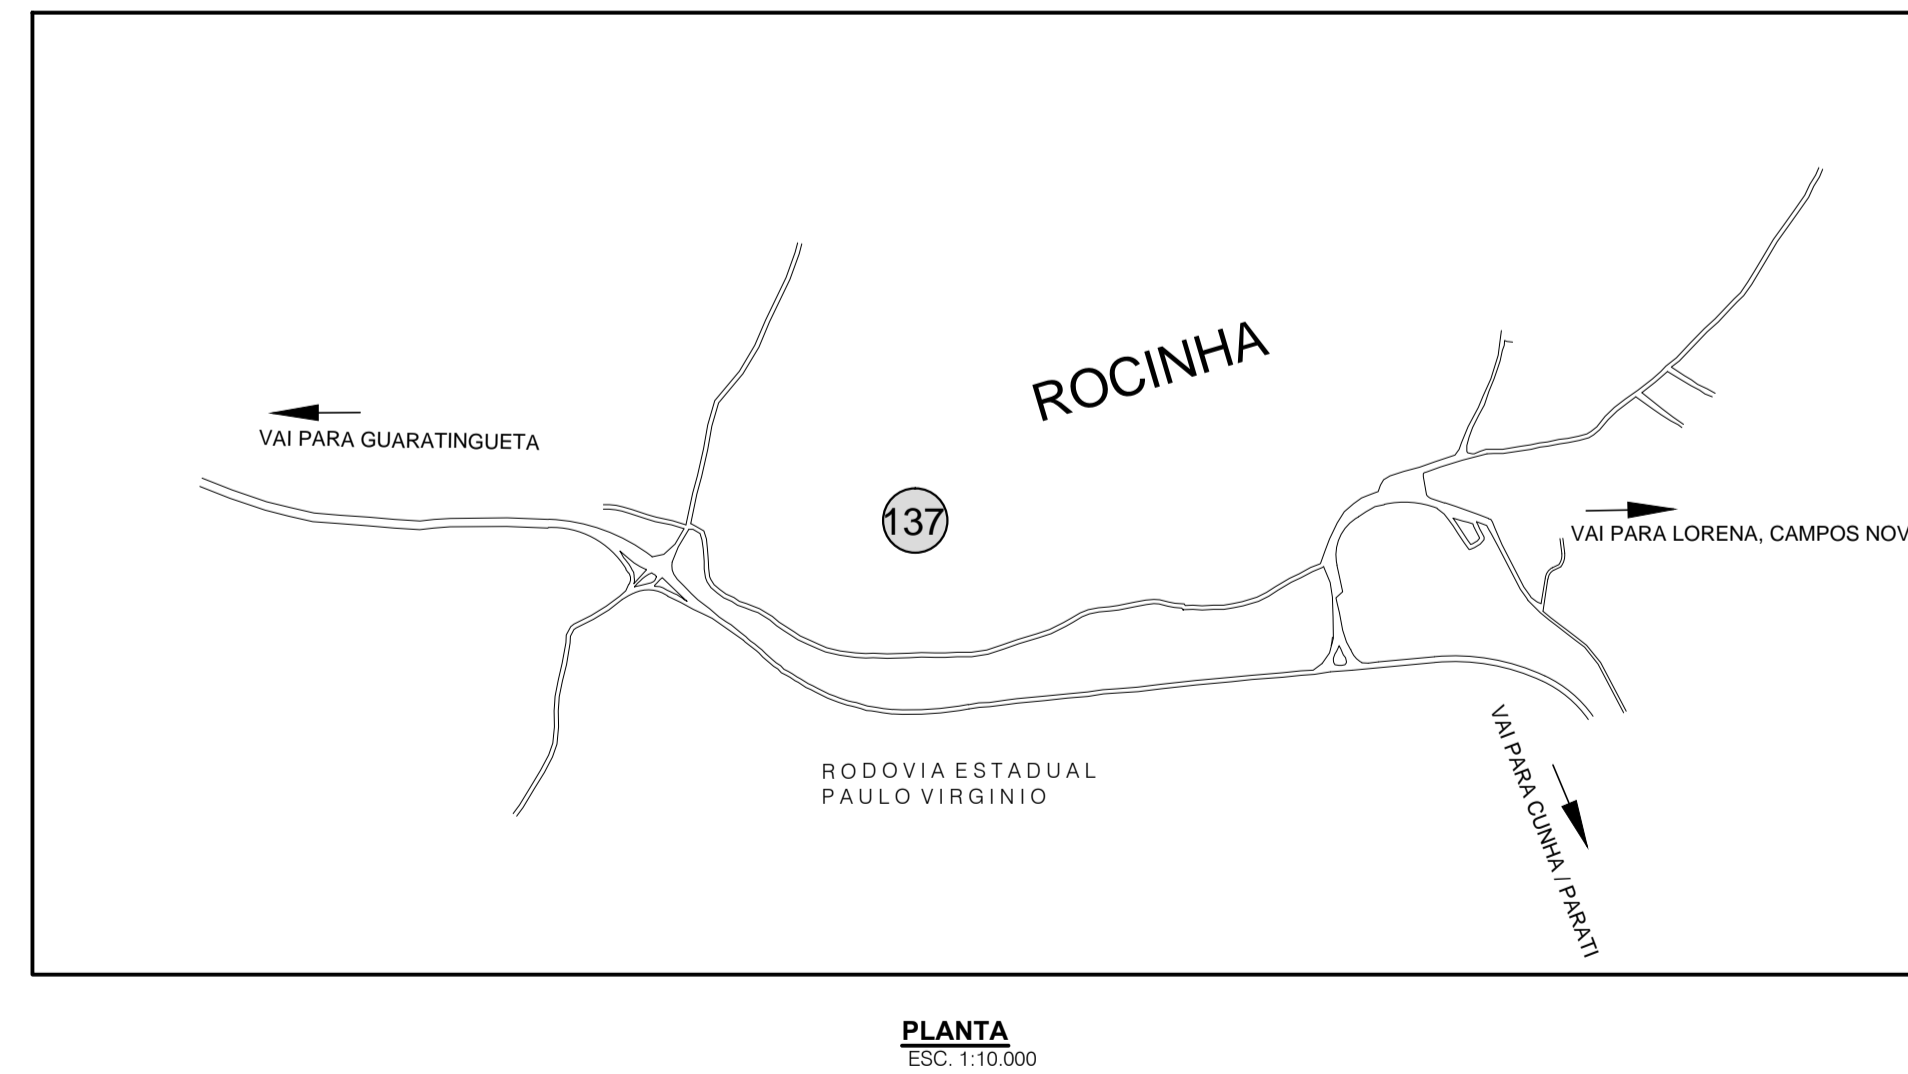 ROCINHA
VAI PARA GUARATINGUETA
137
VAI PARA LORENA, CAMPOS NOV
RODOVIA ESTADUAL
PAULO VIRGINIO
VAI PARA CUNHA / PARATI
PLANTA
ESC. 1:10.000